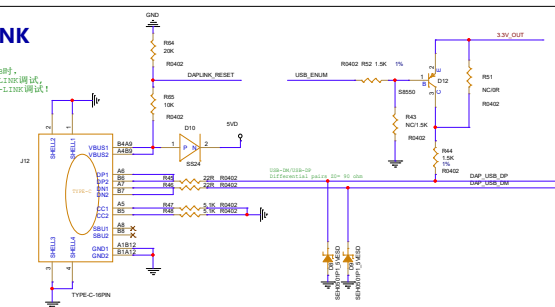 NK
GND
3.3V_OUT
R64
20K
R0402
DAPLINK_RESET
USB_ENUM
R0402 R52 1.5K 1%
E
B
C
D12
S8550
R51
NC/0R
R0402
时,
LINK调试,
-LINK调试!
R65
10K
R0402
5VD
D10
P N
SS24
R43
NC/1.5K
R0402
R44
1.5K
1%
R0402
SHELL2
SHELL1
J12
VBUS1
VBUS2
B4A9
A4B9
TYPE-C
DP1
DP2
DN1
DN2
A6
B6
A7
B7
R45 22R R0402
R46 22R R0402
USB-DM/USB-DP
Differential pairs Z0= 90 ohm
DAP_USB_DP
DAP_USB_DM
CC1
CC2
A5
B5
R47 5.1K R0402
R48 5.1K R0402
SBU1
SBU2
A8
B8
GND1
GND2
A1B12
B1A12
SHELL3
SHELL4
TYPE-C-16PIN
SEH0501P1_5VESD
SEH0501P1_5VESD